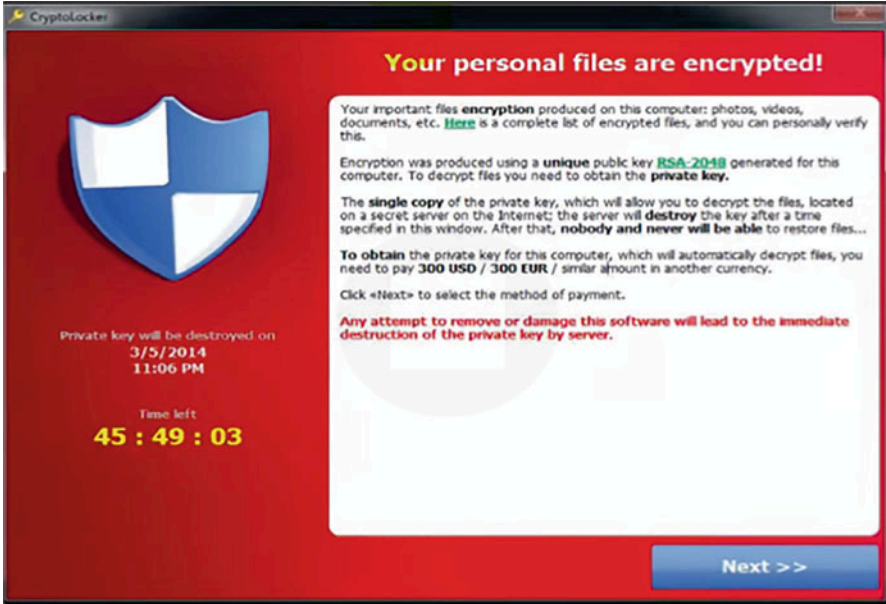 CryptoLocker
Your personal files are encrypted!
Your important files encryption produced on this computer: photos, videos,
documents, etc. Here is a complete list of encrypted files, and you can personally verify
this.
Encryption was produced using a unique public key RSA-2048 generated for this
computer. To decrypt files you need to obtain the private key.
The single copy of the private key, which will allow you to decrypt the files, located
on a secret server on the Internet; the server will destroy the key after a time
specified in this window. After that, nobody and never will be able to restore files...
To obtain the private key for this computer, which will automatically decrypt files, you
need to pay 300 USD / 300 EUR / similar amount in another currency.
Click «Next» to select the method of payment.
Any attempt to remove or damage this software will lead to the immediate
destruction of the private key by server.
Private key will be destroyed on
3/5/2014
11:06 PM
Time left
45 : 49 : 03
Next >>